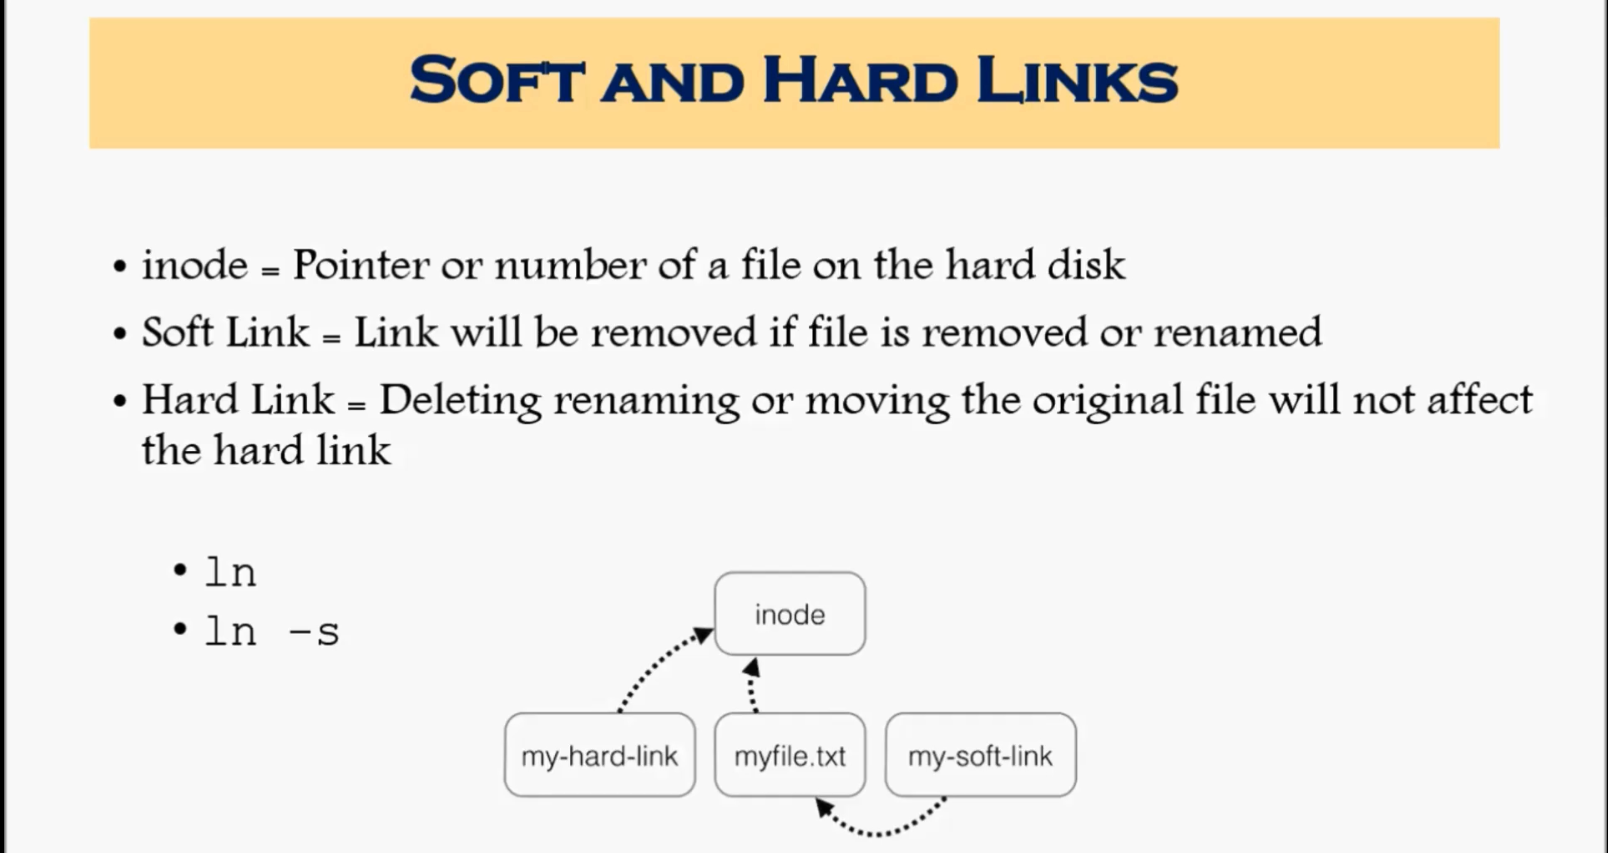 SOFT AND HARD LINKS
• inode = Pointer or number of a file on the hard disk
• Soft Link = Link will be removed if file is removed or renamed
• Hard Link = Deleting renaming or moving the original file will not affect
the hard link
• ln
• ln -s
inode
my-hard-link
myfile.txt
my-soft-link